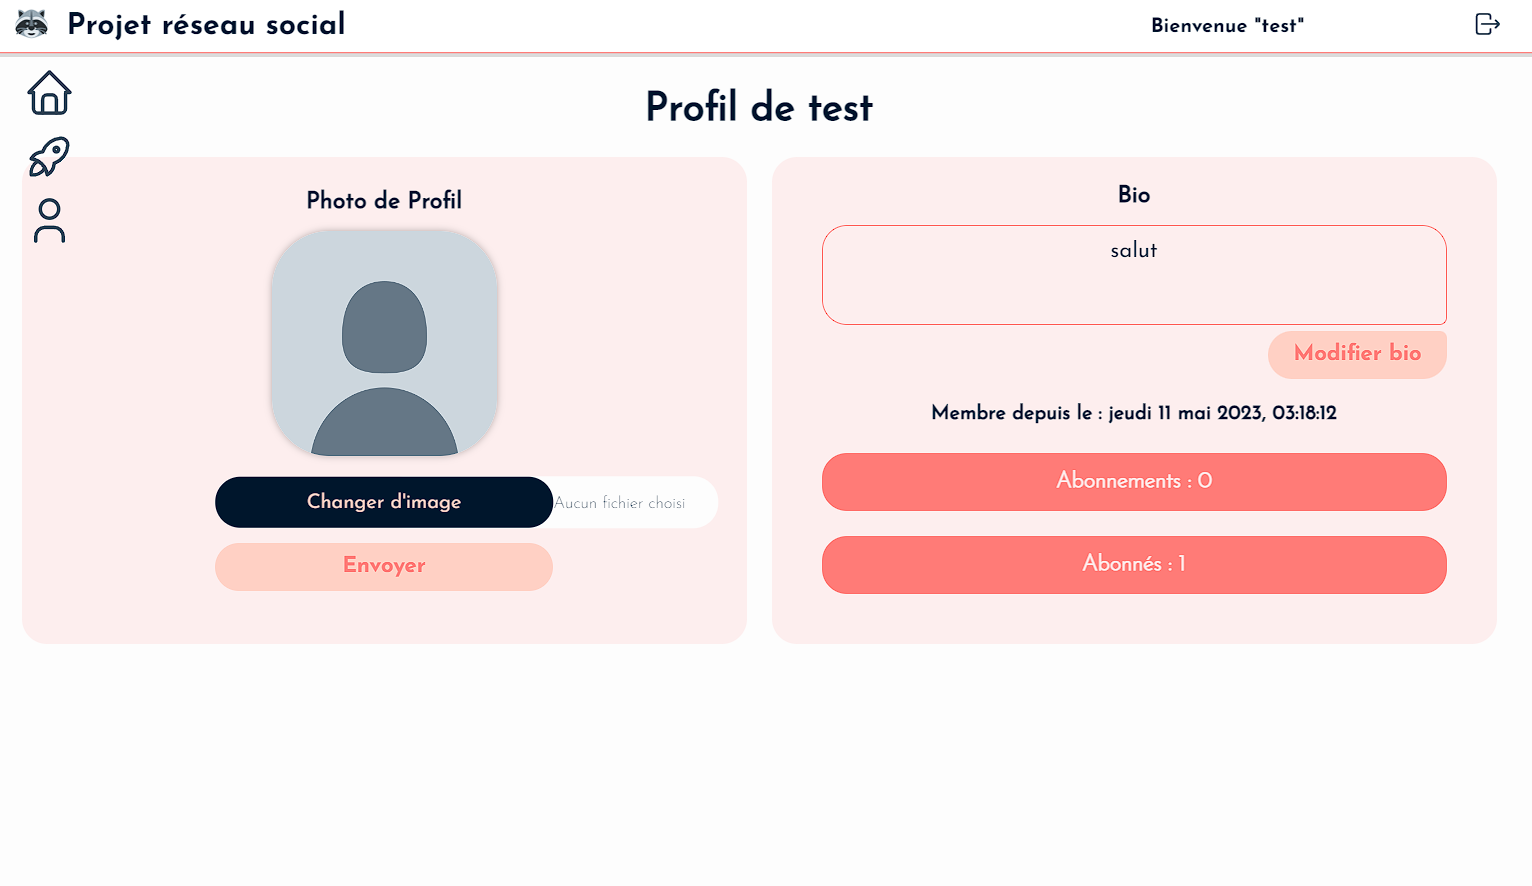 Projet réseau social
Bienvenue "test"
Profil de test
Photo de Profil
Changer d'image
Aucun fichier choisi
Envoyer
Bio
salut
Modifier bio
Membre depuis le : jeudi 11 mai 2023, 03:18:12
Abonnements : 0
Abonnés : 1